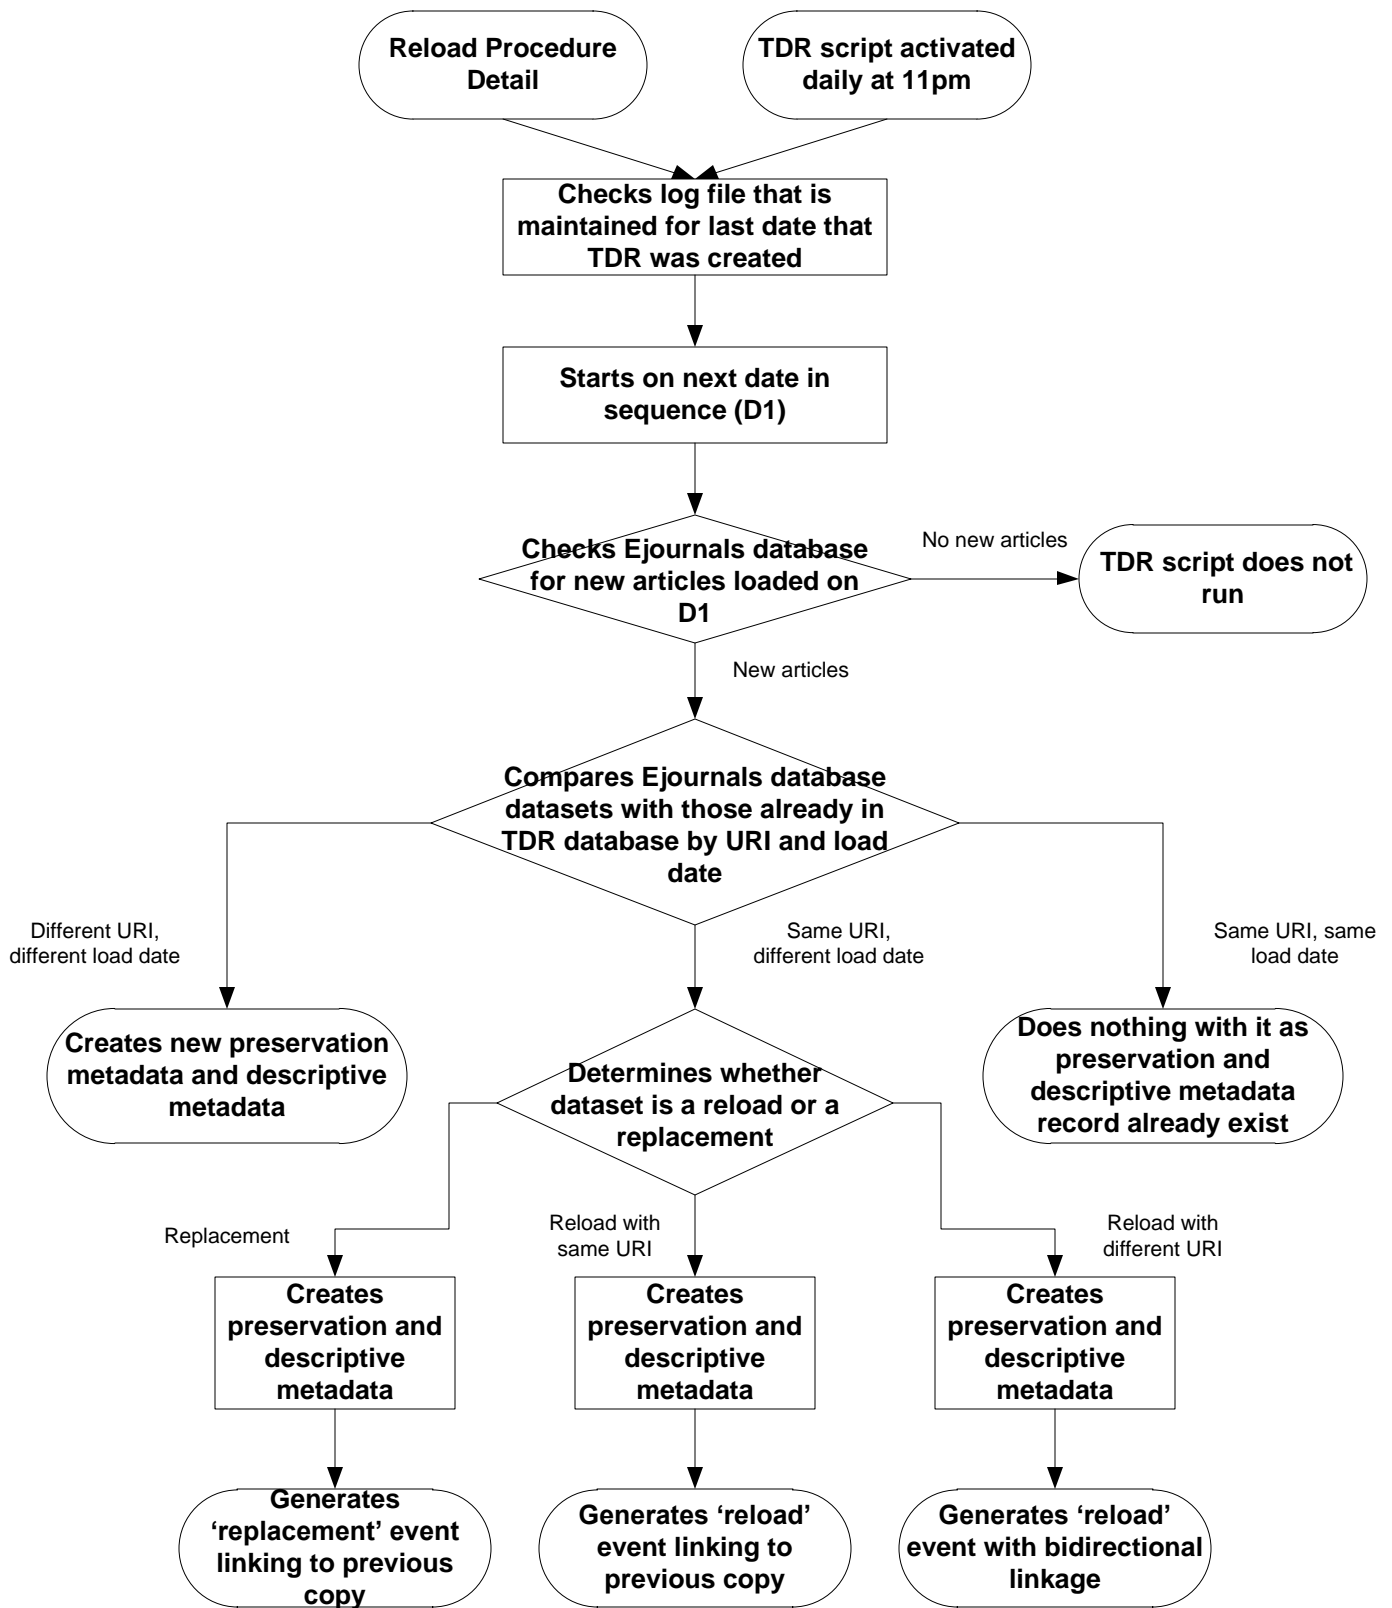 Reload Procedure
Detail
TDR script activated
daily at 11pm
Checks log file that is
maintained for last date that
TDR was created
Starts on next date in
sequence (D1)
Checks Ejournals database
for new articles loaded on
D1
No new articles
TDR script does not
run
New articles
Compares Ejournals database
datasets with those already in
TDR database by URI and load
date
Different URI,
different load date
Same URI,
different load date
Same URI, same
load date
Creates new preservation
metadata and descriptive
metadata
Determines whether
dataset is a reload or a
replacement
Does nothing with it as
preservation and
descriptive metadata
record already exist
Replacement
Reload with
same URI
Reload with
different URI
Creates
preservation and
descriptive
metadata
Creates
preservation and
descriptive
metadata
Creates
preservation and
descriptive
metadata
Generates
‘replacement’ event
linking to previous
copy
Generates ‘reload’
event linking to
previous copy
Generates ‘reload’
event with bidirectional
linkage